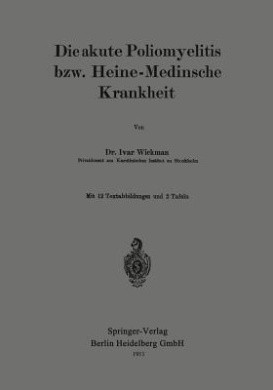 Die akute Poliomyelitis
bzw. Heine-Medinsche
Krankheit
Von
Dr. Ivar Wickman
Privatdozent am Karolinischen Institut zu Stockholm
Mit 12 Textabbildungen und 2 Tafeln
Springer-Verlag
Berlin Heidelberg GmbH
1911